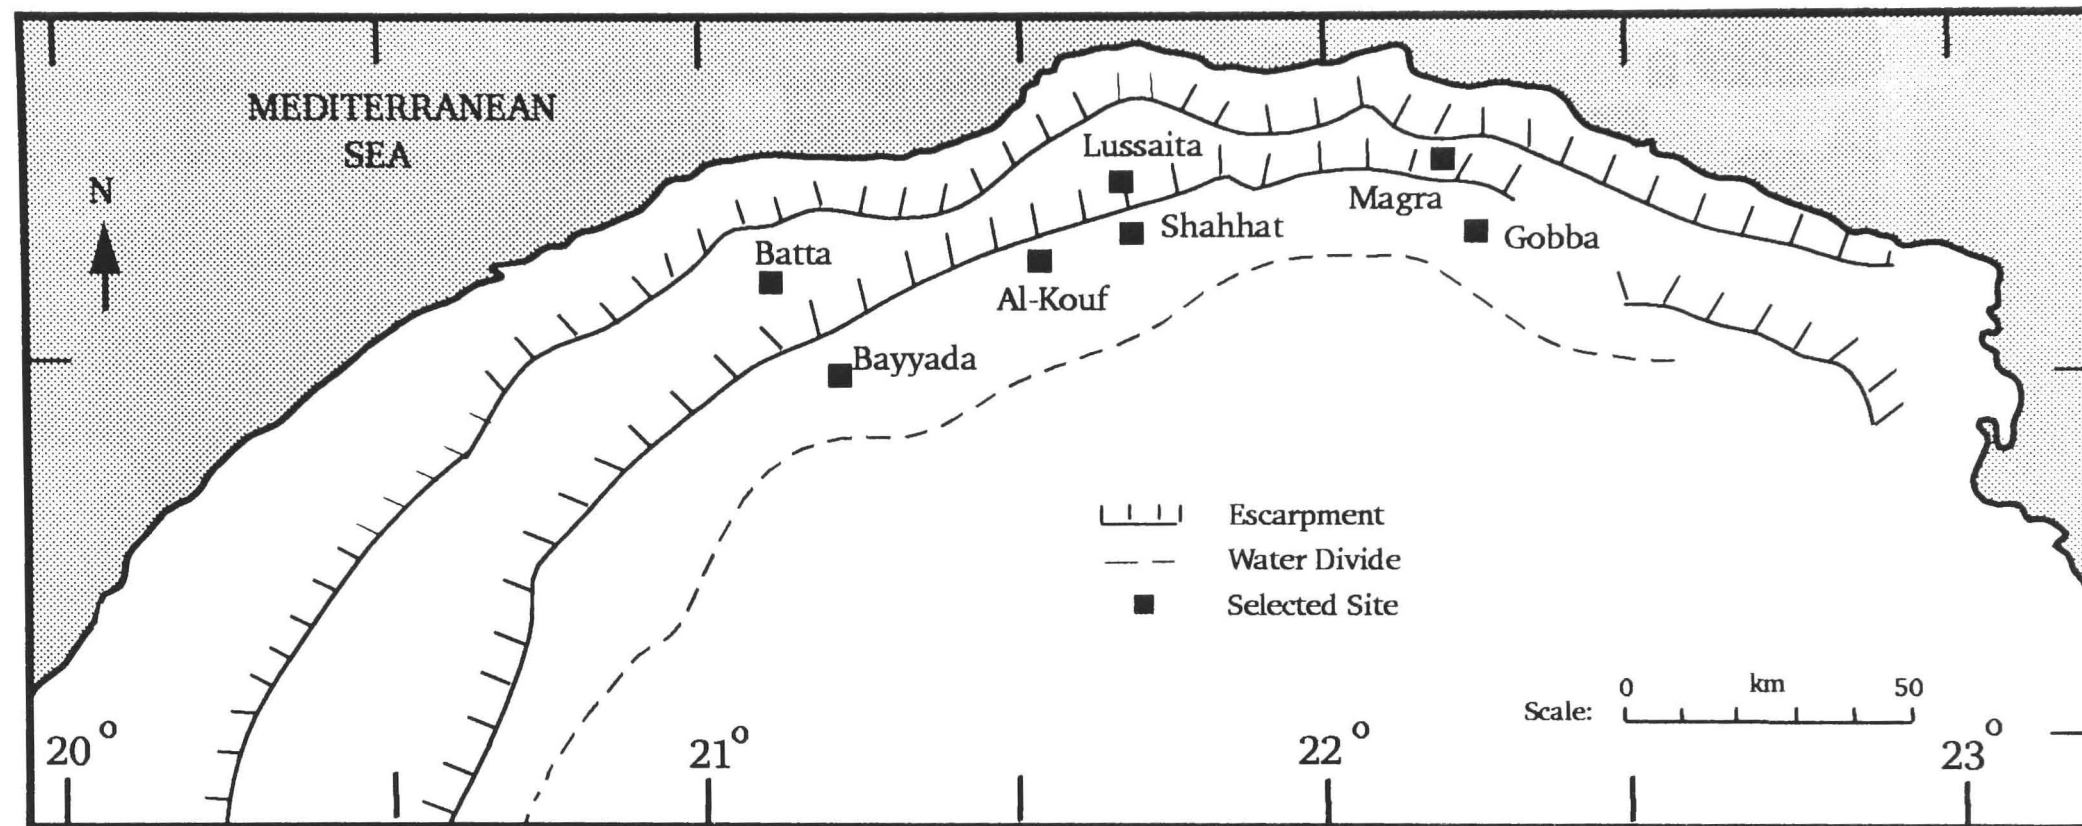 MEDITERRANEAN
SEA
N
Lussaita
Magra
Shahhat
Gobba
Batta
Al-Kouf
Bayyada
Escarpment
Water Divide
Selected Site
Scale:
0 km 50
20° 21° 22° 23°